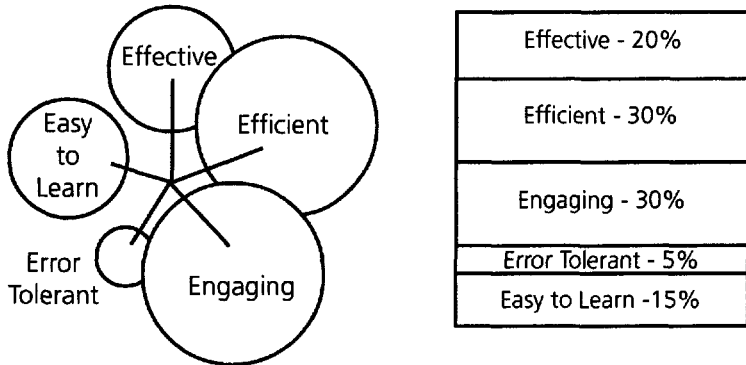 Effective
Efficient
Easy
to
Learn
Error
Tolerant
Engaging
Effective - 20%
Efficient - 30%
Engaging - 30%
Error Tolerant - 5%
Easy to Learn -15%